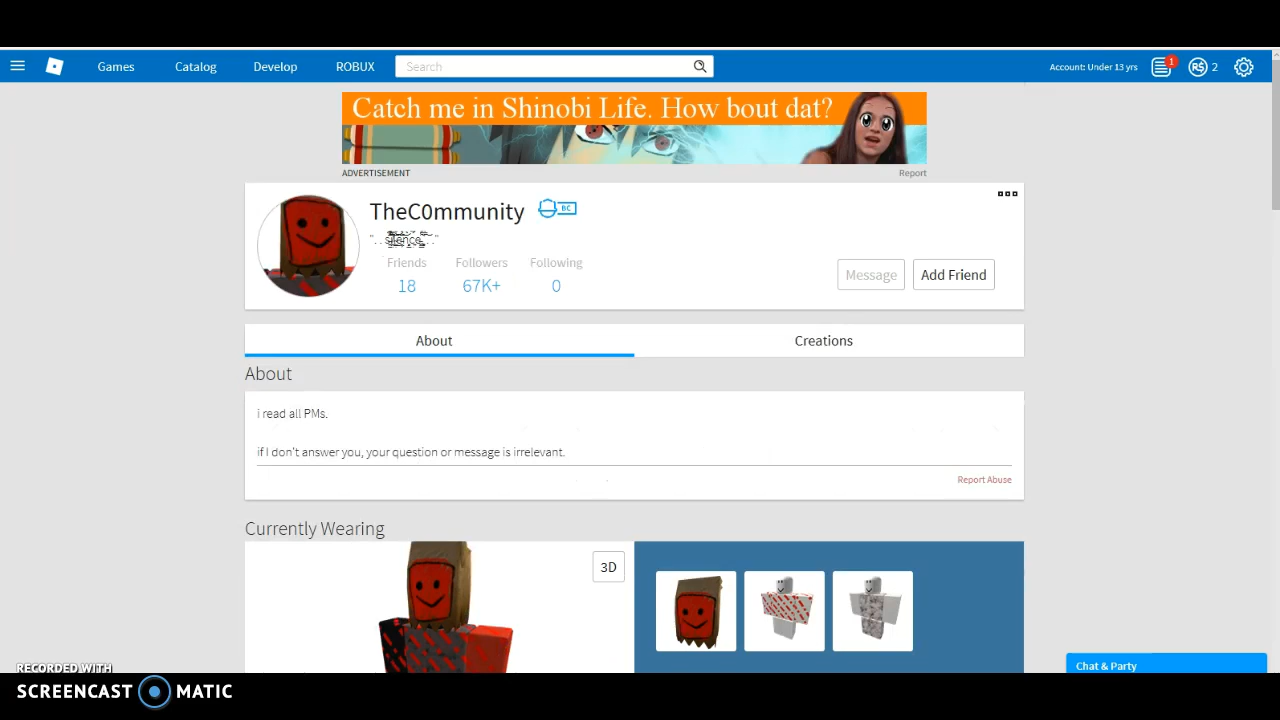 Games Catalog Develop ROBUX Search Account: Under 13 yrs 1 R$ 2
Catch me in Shinobi Life. How bout dat?
ADVERTISEMENT Report
TheC0mmunity BC
". . silence. . ."
Friends Followers Following
18 67K+ 0
Message Add Friend
About Creations
About
i read all PMs.
if I don't answer you, your question or message is irrelevant.
Report Abuse
Currently Wearing
3D
Chat & Party
RECORDED WITH
SCREENCAST MATIC